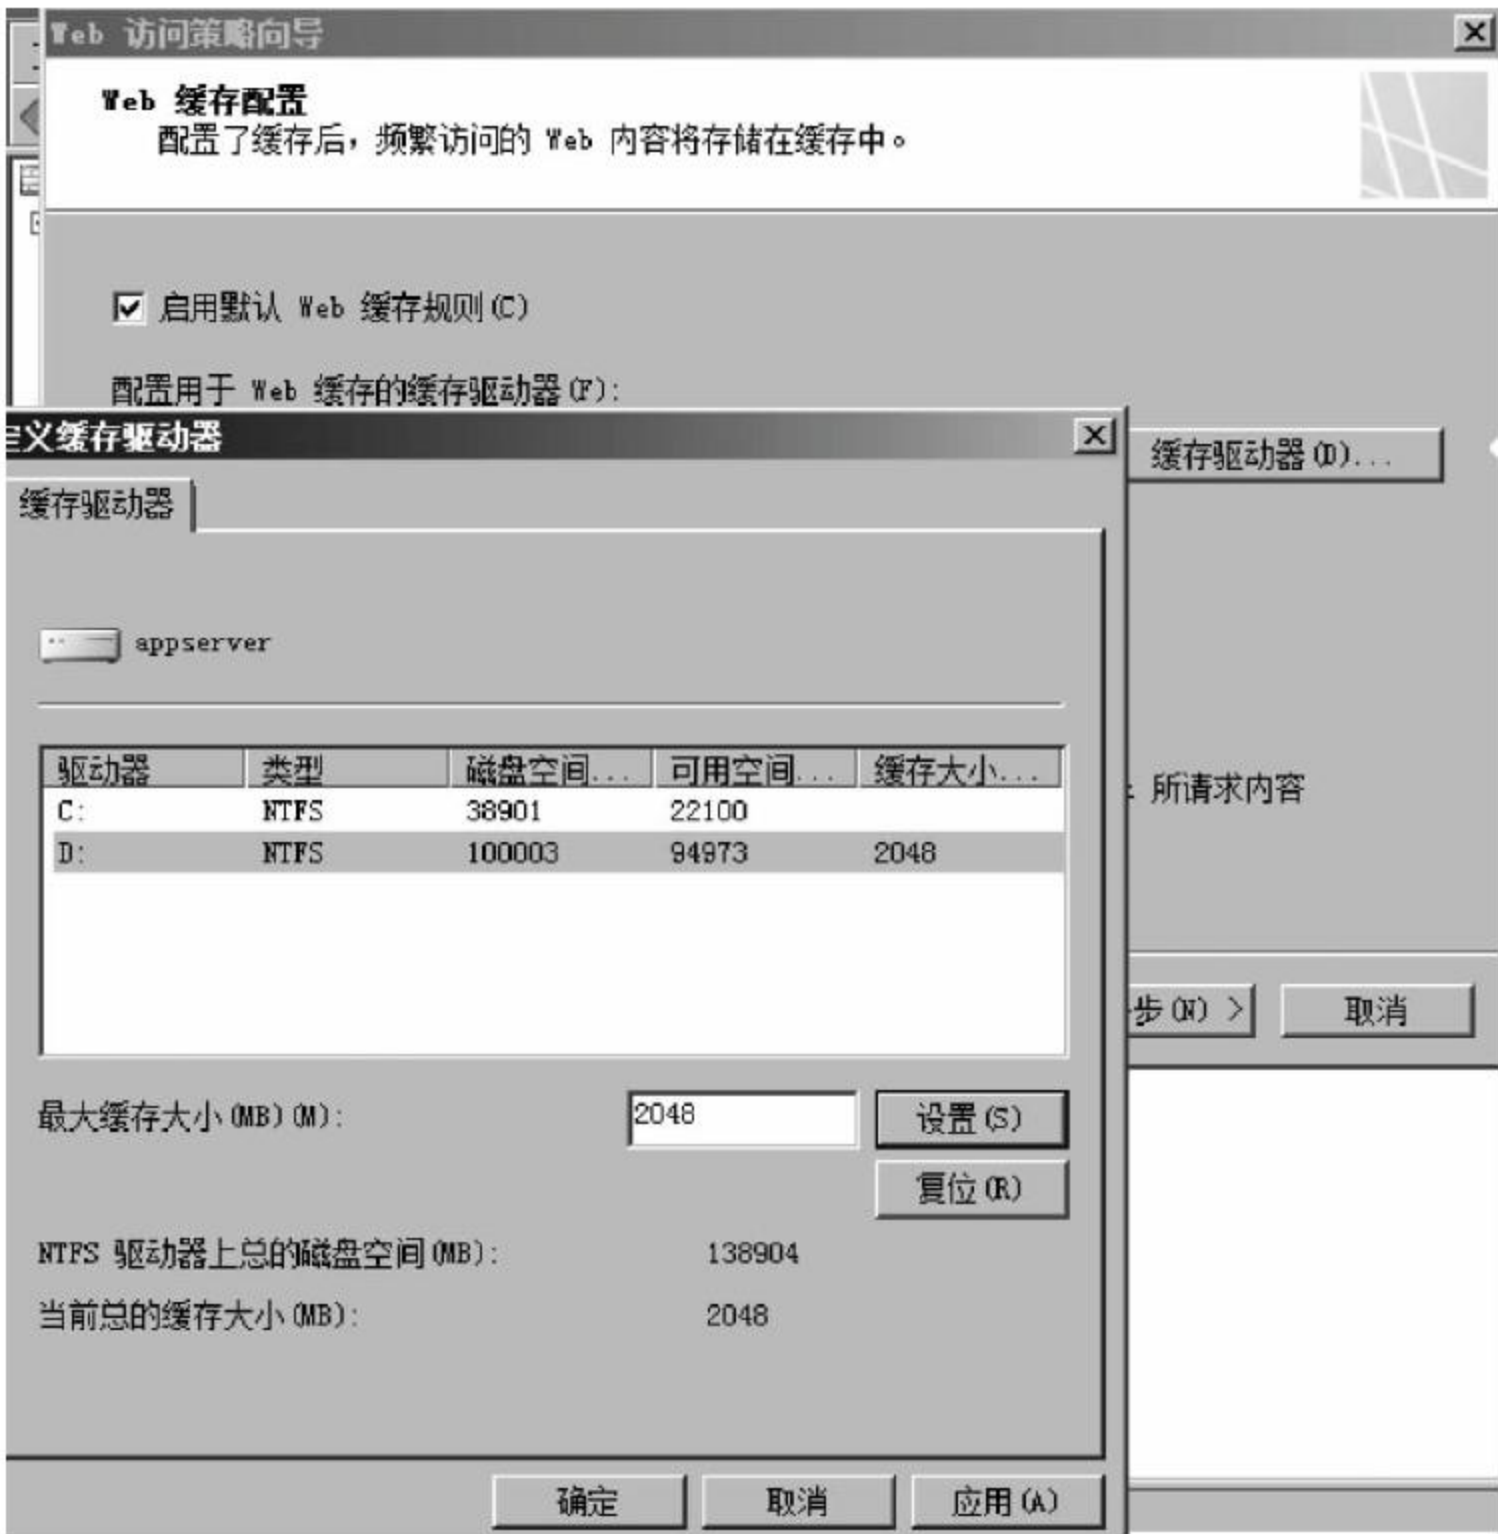 Web 访问策略向导
Web 缓存配置
配置了缓存后，频繁访问的 Web 内容将存储在缓存中。
启用默认 Web 缓存规则(C)
配置用于 Web 缓存的缓存驱动器(F):
缓存驱动器(D)...
义缓存驱动器
缓存驱动器
appserver
驱动器 类型 磁盘空间... 可用空间... 缓存大小...
C: NTFS 38901 22100
D: NTFS 100003 94973 2048
所请求内容
步(N) > 取消
最大缓存大小(MB)(M): 2048 设置(S)
复位(R)
NTFS 驱动器上总的磁盘空间(MB): 138904
当前总的缓存大小(MB): 2048
确定 取消 应用(A)